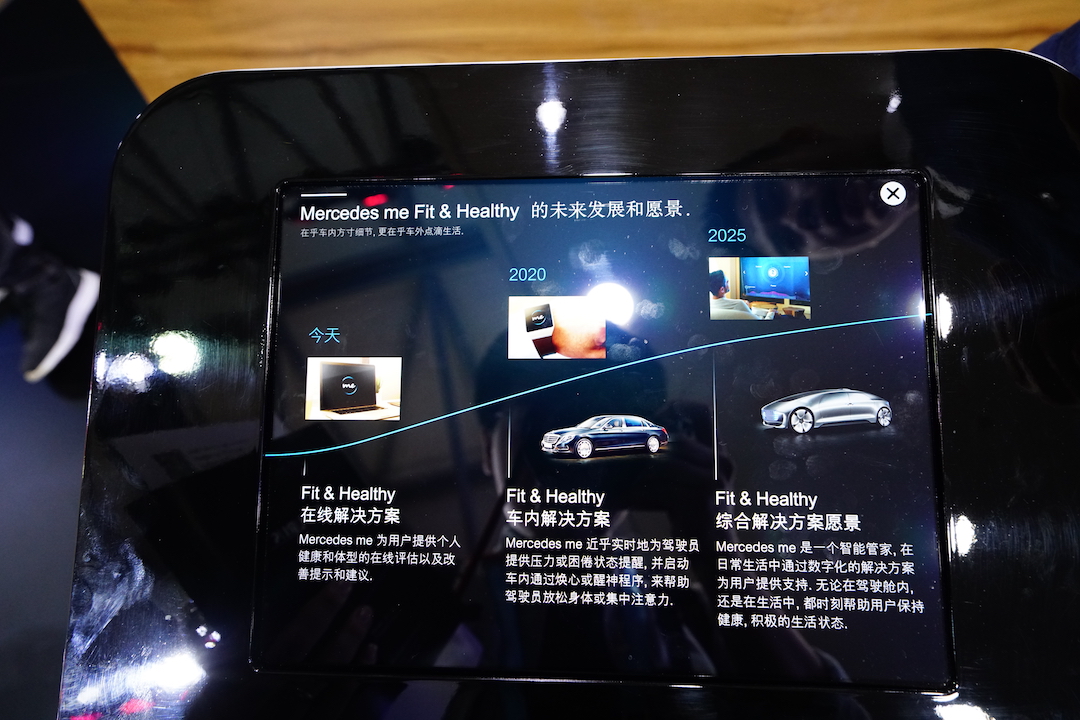 Mercedes me Fit & Healthy 的未来发展和愿景.
在乎车内方寸细节, 更在乎车外点滴生活.
今天
me
Fit & Healthy
在线解决方案
Mercedes me 为用户提供个人
健康和体型的在线评估以及改
善提示和建议.
2020
me
Fit & Healthy
车内解决方案
Mercedes me 近乎实时地为驾驶员
提供压力或困倦状态提醒, 并启动
车内通过焕心或醒神程序, 来帮助
驾驶员放松身体或集中注意力.
2025
Fit & Healthy
综合解决方案愿景
Mercedes me 是一个智能管家, 在
日常生活中通过数字化的解决方案
为用户提供支持. 无论在驾驶舱内,
还是在生活中, 都时刻帮助用户保持
健康, 积极的生活状态.